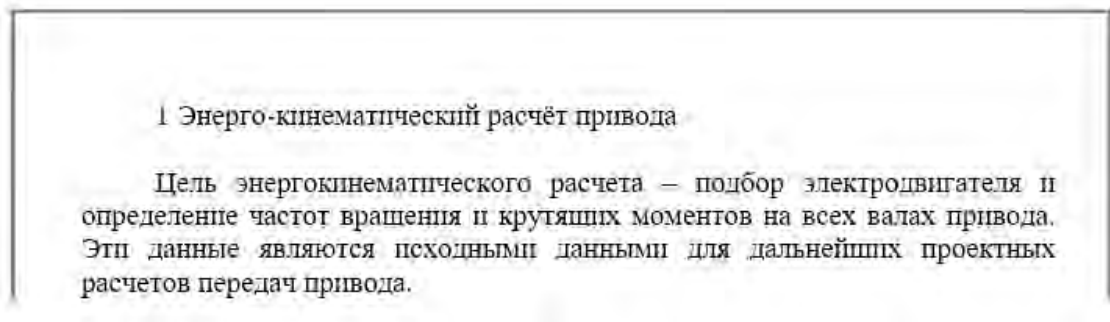 1 Энерго-кинематический расчёт привода
Цель энергокинематического расчета – подбор электродвигателя и
определение частот вращения и крутящих моментов на всех валах привода.
Эти данные являются исходными данными для дальнейших проектных
расчетов передач привода.